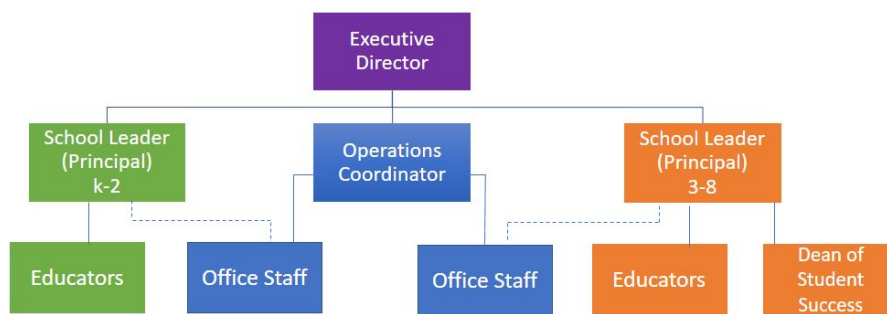 Executive
Director
School Leader
(Principal)
k-2
Operations
Coordinator
School Leader
(Principal)
3-8
Educators
Office Staff
Office Staff
Educators
Dean of
Student
Success